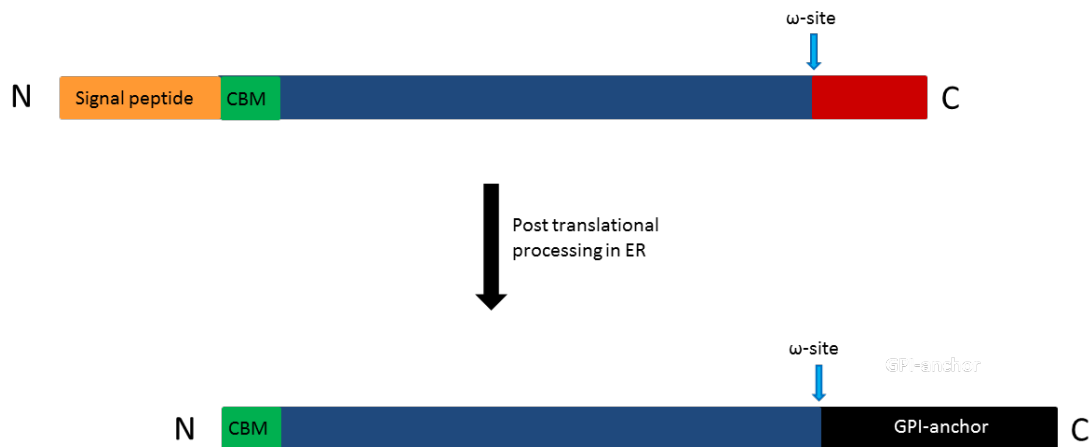 ω-site
N
Signal peptide
CBM
C
Post translational
processing in ER
ω-site
GPI-anchor
N
CBM
GPI-anchor
C